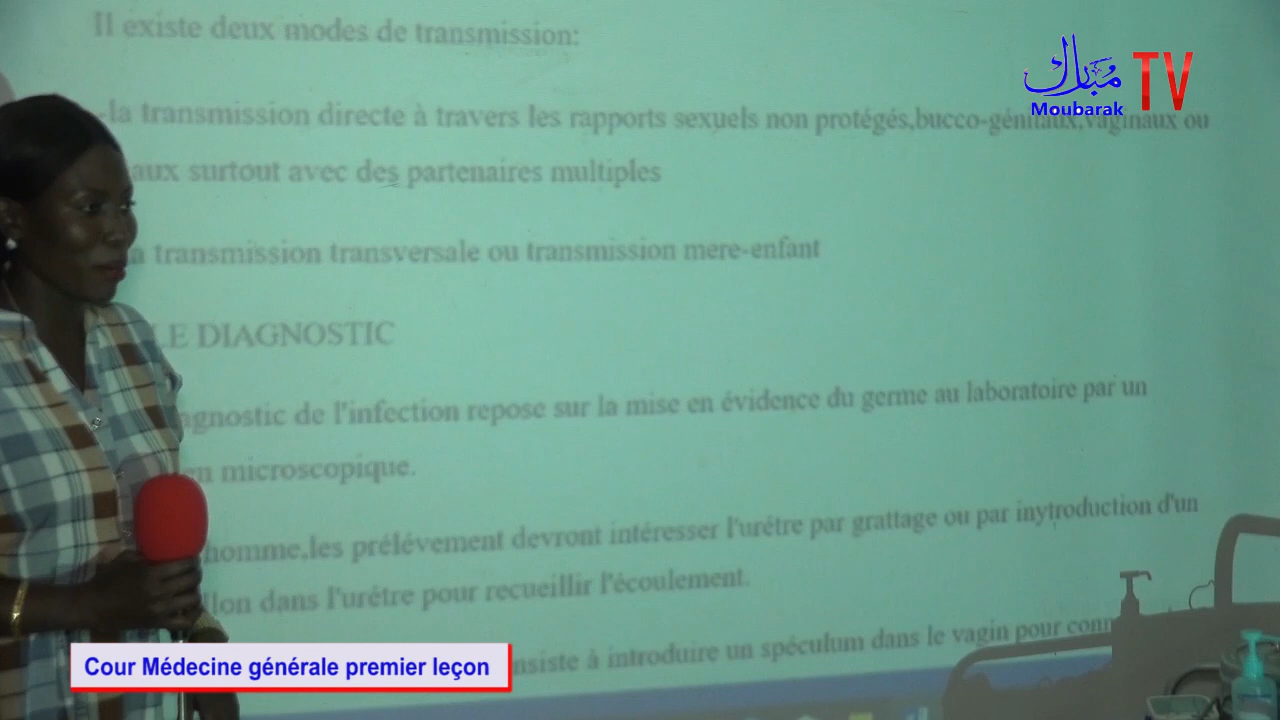 Il existe deux modes de transmission:
مبارك TV
Moubarak
-la transmission directe à travers les rapports sexuels non protégés,bucco-génitaux,vaginaux ou
aux surtout avec des partenaires multiples
a transmission transversale ou transmission mere-enfant
LE DIAGNOSTIC
agnostic de l'infection repose sur la mise en évidence du germe au laboratoire par un
en microscopique.
homme,les prélévement devront intéresser l'urétre par grattage ou par inytroduction d'un
llon dans l'urétre pour recueillir l'écoulement.
nsiste à introduire un spéculum dans le vagin pour conn
Cour Médecine générale premier leçon